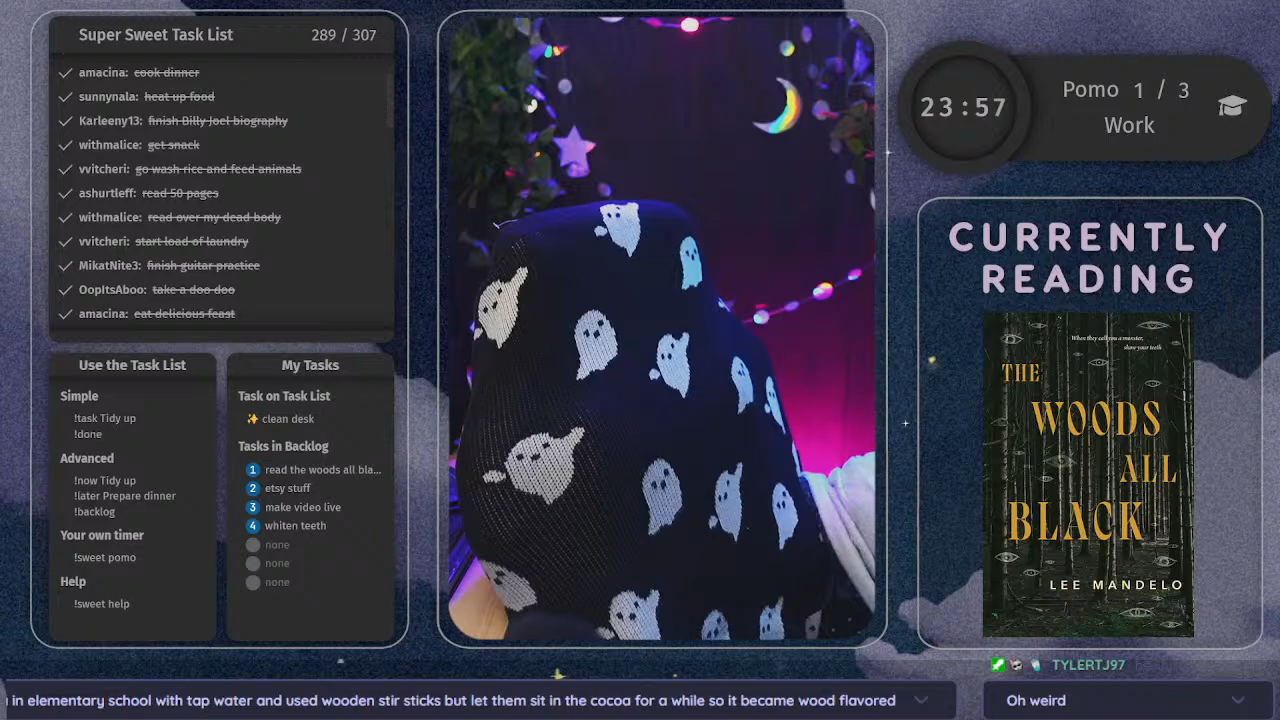 Super Sweet Task List 289 / 307
amacina: cook dinner
sunnynala: heat up food
Karleeny13: finish Billy Joel biography
withmalice: get snack
vvitcheri: go wash rice and feed animals
ashurtleff: read 50 pages
withmalice: read over my dead body
vvitcheri: start load of laundry
MikatNite3: finish guitar practice
OopItsAboo: take a doo doo
amacina: eat delicious feast
Use the Task List
Simple
!task Tidy up
!done
Advanced
!now Tidy up
!later Prepare dinner
!backlog
Your own timer
!sweet pomo
Help
!sweet help
My Tasks
Task on Task List
✨ clean desk
Tasks in Backlog
1 read the woods all bla...
2 etsy stuff
3 make video live
4 whiten teeth
none
none
none
23:57
Pomo 1 / 3
Work
CURRENTLY
READING
When they call you a monster,
show your teeth
THE
WOODS
ALL
BLACK
LEE MANDELO
TYLERTJ97
in elementary school with tap water and used wooden stir sticks but let them sit in the cocoa for a while so it became wood flavored
Oh weird